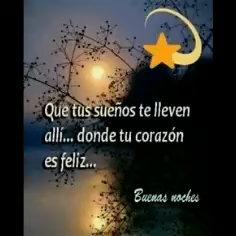 Que tus sueños te lleven
allí... donde tu corazón
es feliz...
Buenas noches